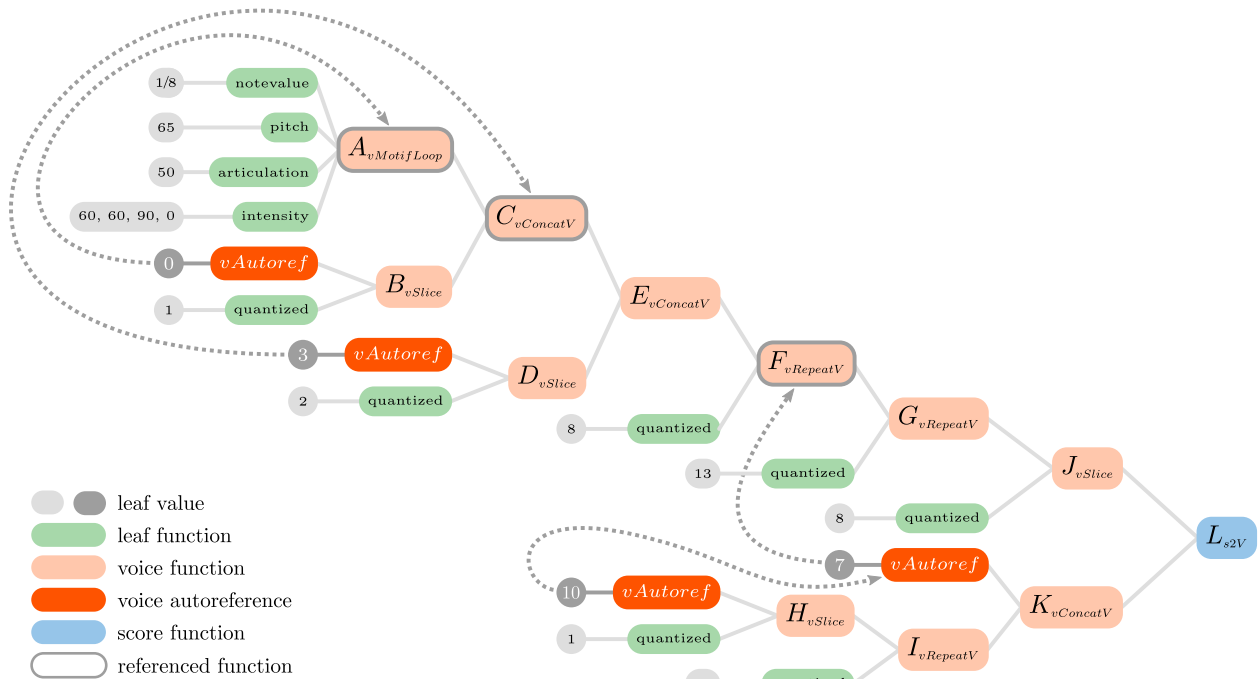 1/8 notevalue
65 pitch
A vMotifLoop
50 articulation
60, 60, 90, 0 intensity
C vConcatV
0 vAutoref
B vSlice
1 quantized
E vConcatV
3 vAutoref
F vRepeatV
D vSlice
2 quantized
8 quantized
G vRepeatV
13 quantized
J vSlice
8 quantized
L s2V
7 vAutoref
10 vAutoref
K vConcatV
H vSlice
1 quantized
I vRepeatV
leaf value
leaf function
voice function
voice autoreference
score function
referenced function